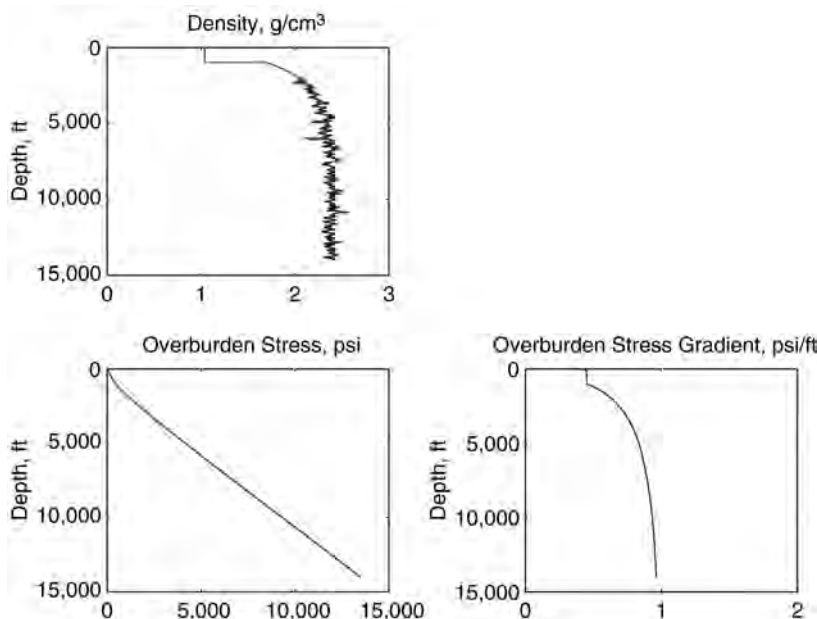 Density, g/cm³
0
5,000
10,000
15,000
Depth, ft
0 1 2 3
Overburden Stress, psi
0
5,000
10,000
15,000
Depth, ft
0 5,000 10,000 15,000
Overburden Stress Gradient, psi/ft
0
5,000
10,000
15,000
Depth, ft
0 1 2